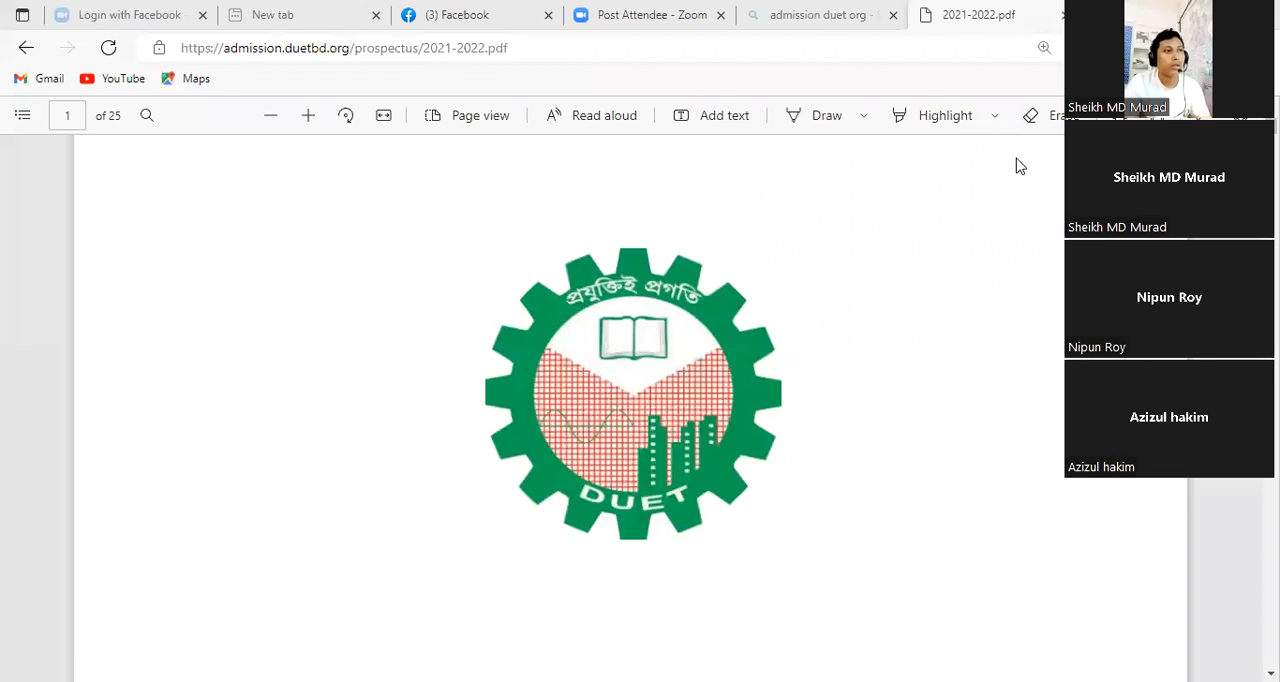 Login with Facebook
New tab
(3) Facebook
Post Attendee - Zoom
admission duet org -
2021-2022.pdf
https://admission.duetbd.org/prospectus/2021-2022.pdf
Gmail
YouTube
Maps
1 of 25
Page view
Read aloud
Add text
Draw
Highlight
Sheikh MD Murad
Sheikh MD Murad
Sheikh MD Murad
Nipun Roy
Nipun Roy
Azizul hakim
Azizul hakim
প্রযুক্তিই প্রগতি
DUET